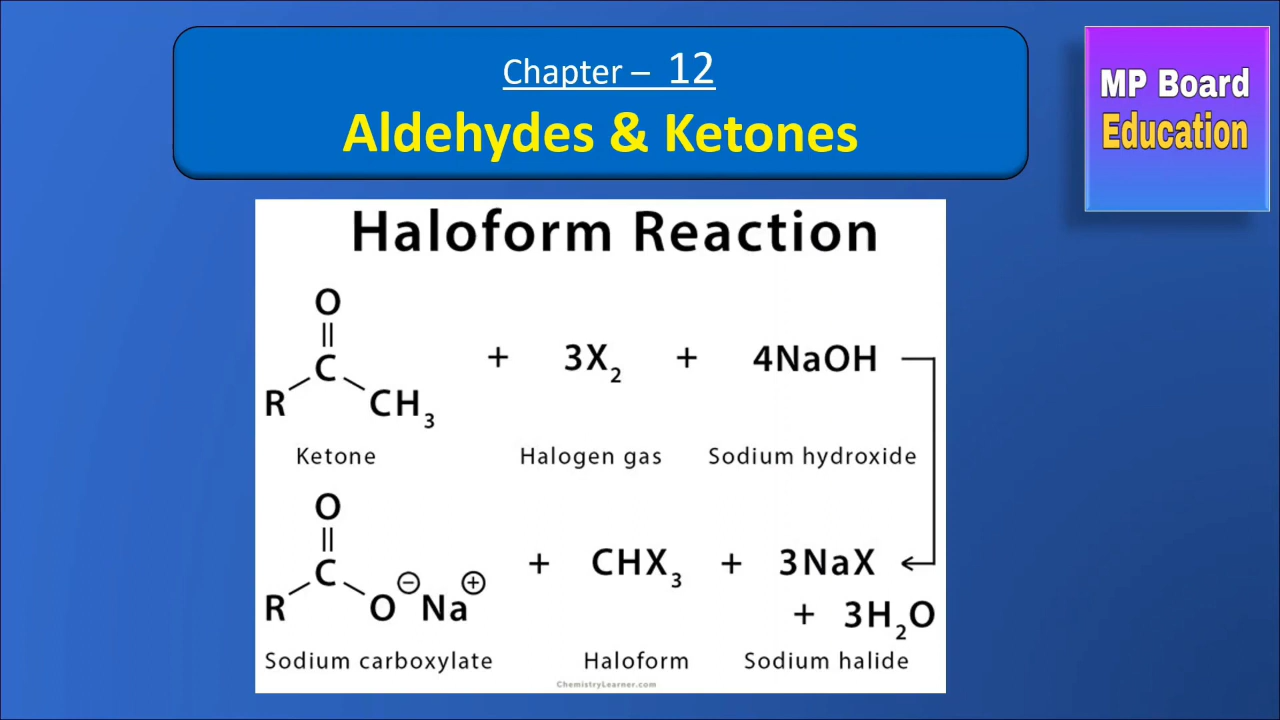 Chapter – 12
Aldehydes & Ketones
MP Board
Education
Haloform Reaction
O
||
C
R CH₃ + 3X₂ + 4NaOH
Ketone Halogen gas Sodium hydroxide
O
||
C
R O⊖Na⊕ + CHX₃ + 3NaX
+ 3H₂O
Sodium carboxylate Haloform Sodium halide
ChemistryLearner.com